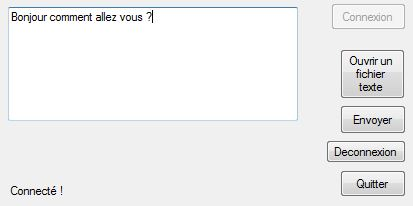 Bonjour comment allez vous ?
Connexion
Ouvrir un
fichier
texte
Envoyer
Deconnexion
Quitter
Connecté !